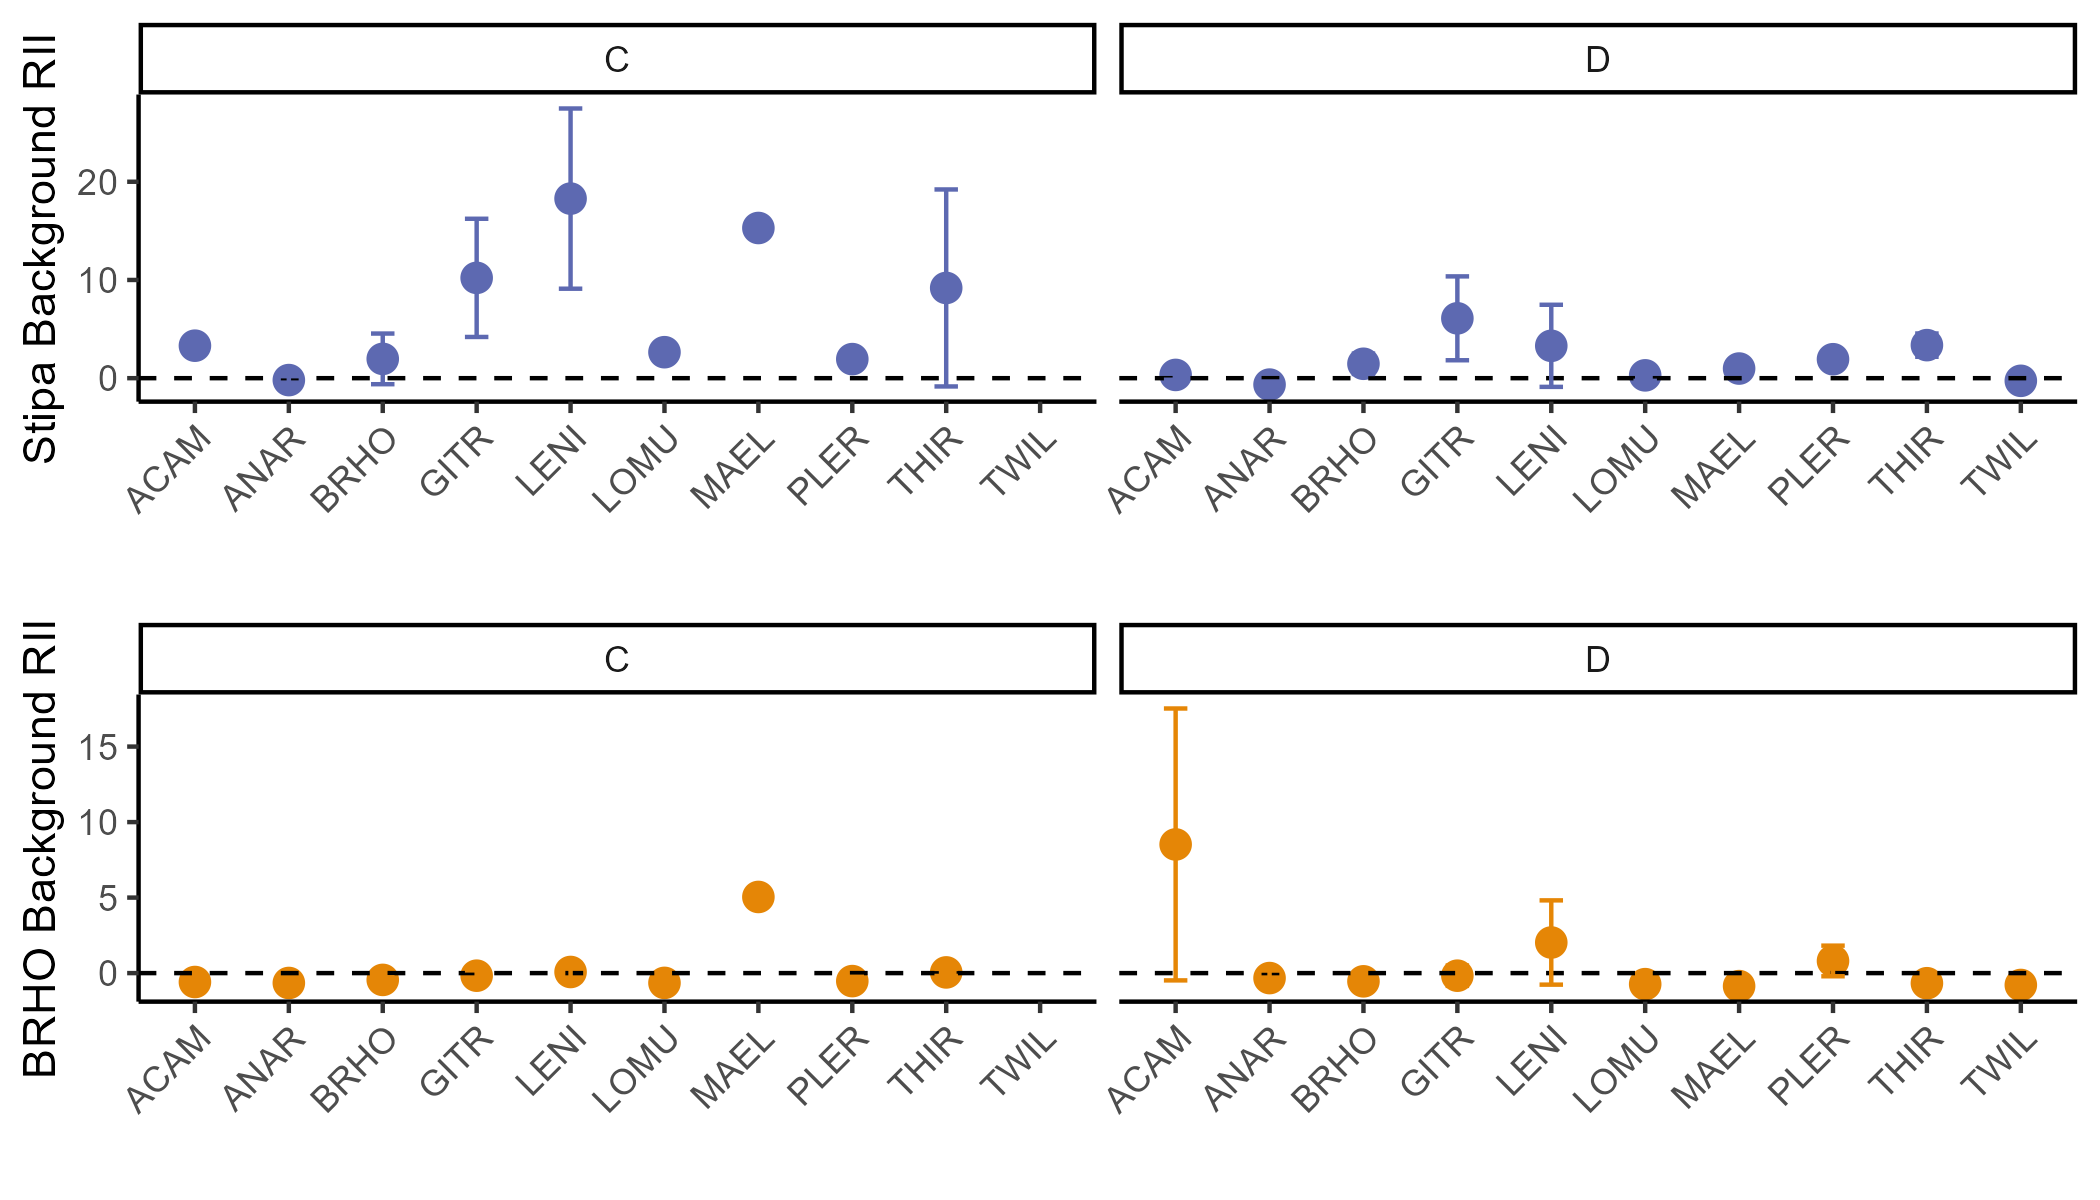 Stipa Background RII
C
D
20
10
0
ACAM ANAR BRHO GITR LENI LOMU MAEL PLER THIR TWIL
ACAM ANAR BRHO GITR LENI LOMU MAEL PLER THIR TWIL
BRHO Background RII
C
D
15
10
5
0
ACAM ANAR BRHO GITR LENI LOMU MAEL PLER THIR TWIL
ACAM ANAR BRHO GITR LENI LOMU MAEL PLER THIR TWIL